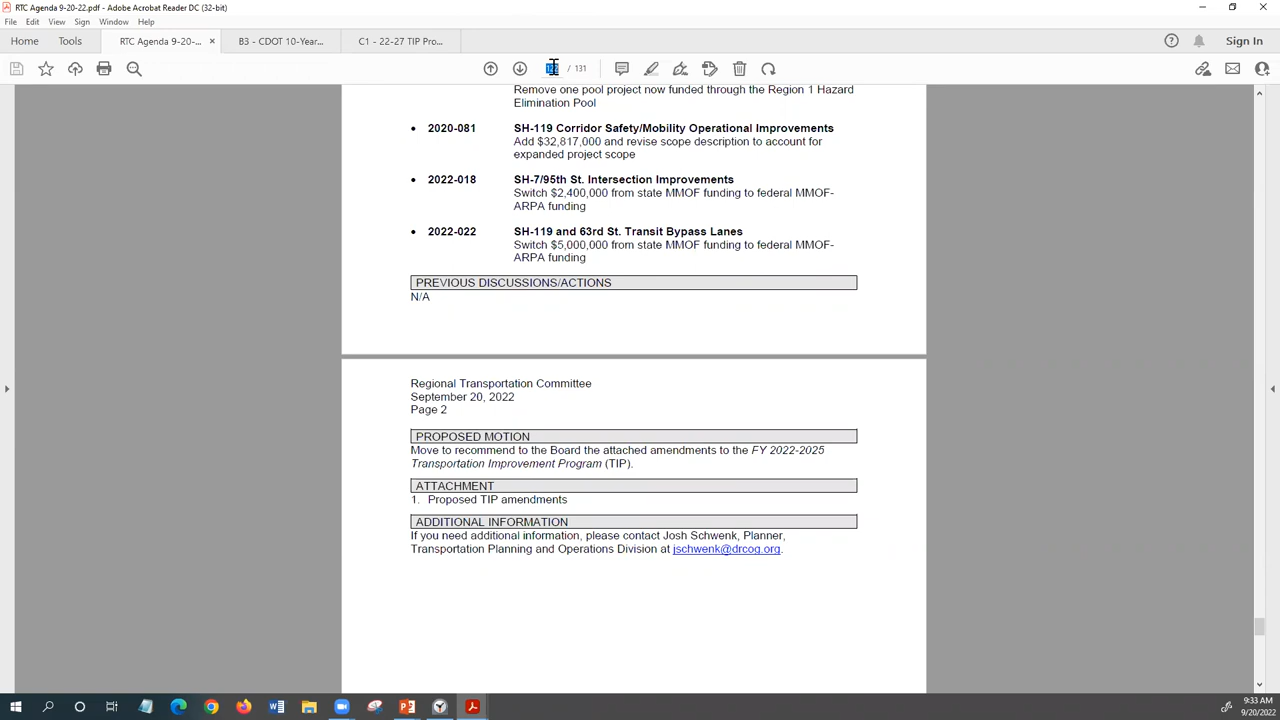 RTC Agenda 9-20-22.pdf - Adobe Acrobat Reader DC (32-bit)
File Edit View Sign Window Help
Home Tools RTC Agenda 9-20-... × B3 - CDOT 10-Year... C1 - 22-27 TIP Pro... Sign In
/ 131
Remove one pool project now funded through the Region 1 Hazard
Elimination Pool
• 2020-081 SH-119 Corridor Safety/Mobility Operational Improvements
Add $32,817,000 and revise scope description to account for
expanded project scope
• 2022-018 SH-7/95th St. Intersection Improvements
Switch $2,400,000 from state MMOF funding to federal MMOF-
ARPA funding
• 2022-022 SH-119 and 63rd St. Transit Bypass Lanes
Switch $5,000,000 from state MMOF funding to federal MMOF-
ARPA funding
PREVIOUS DISCUSSIONS/ACTIONS
N/A
Regional Transportation Committee
September 20, 2022
Page 2
PROPOSED MOTION
Move to recommend to the Board the attached amendments to the FY 2022-2025
Transportation Improvement Program (TIP).
ATTACHMENT
1. Proposed TIP amendments
ADDITIONAL INFORMATION
If you need additional information, please contact Josh Schwenk, Planner,
Transportation Planning and Operations Division at jschwenk@drcog.org.
9:33 AM
9/20/2022